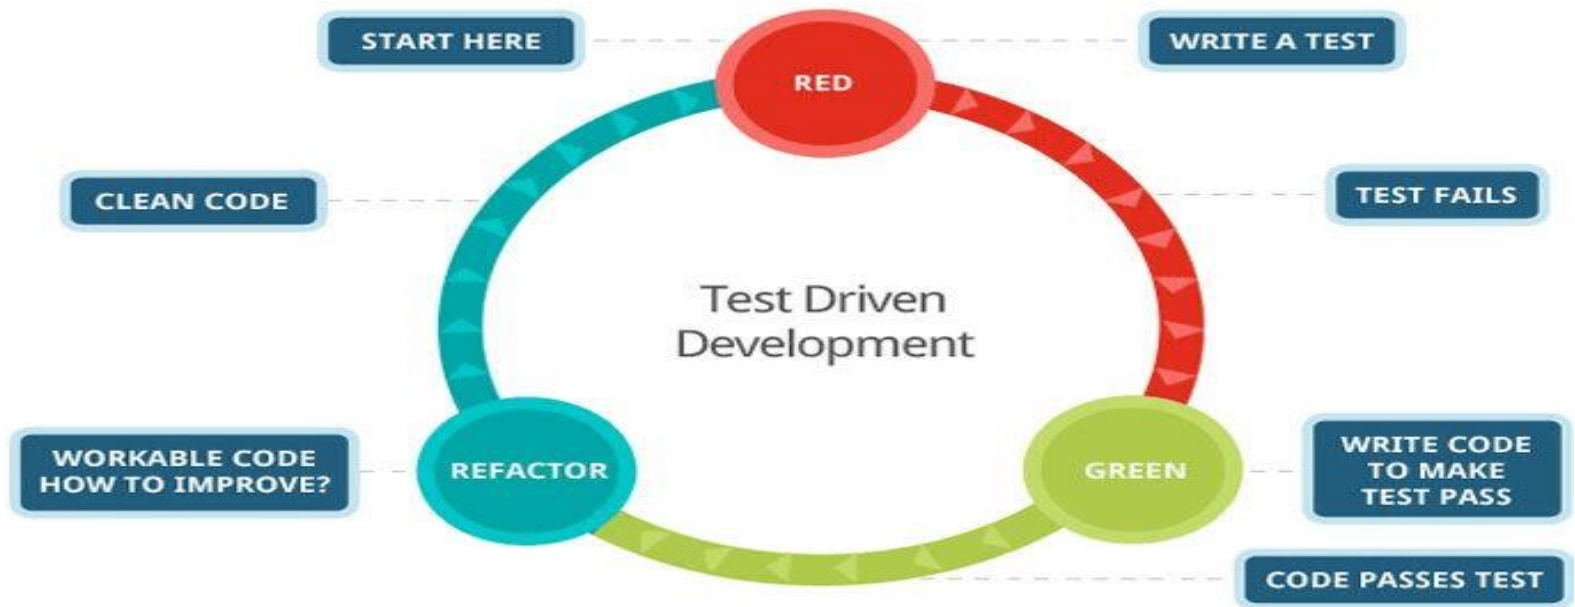 START HERE
WRITE A TEST
RED
CLEAN CODE
TEST FAILS
Test Driven
Development
WORKABLE CODE
HOW TO IMPROVE?
REFACTOR
GREEN
WRITE CODE
TO MAKE
TEST PASS
CODE PASSES TEST